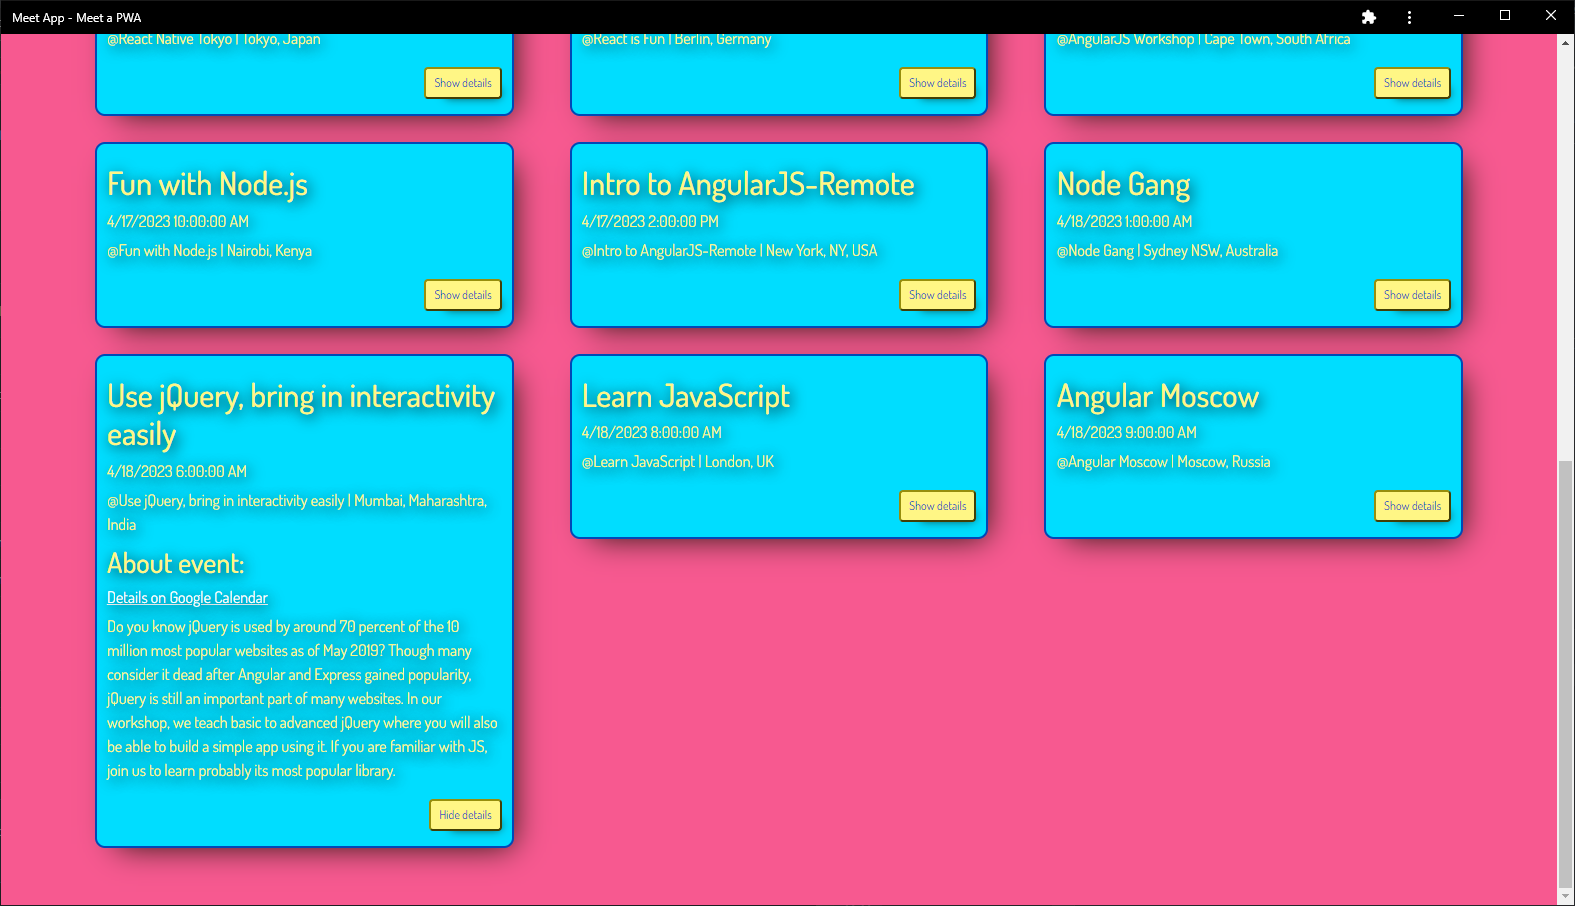 Meet App - Meet a PWA
@React Native Tokyo | Tokyo, Japan
Show details
@React is Fun | Berlin, Germany
Show details
@AngularJS Workshop | Cape Town, South Africa
Show details
Fun with Node.js
4/17/2023 10:00:00 AM
@Fun with Node.js | Nairobi, Kenya
Show details
Intro to AngularJS-Remote
4/17/2023 2:00:00 PM
@Intro to AngularJS-Remote | New York, NY, USA
Show details
Node Gang
4/18/2023 1:00:00 AM
@Node Gang | Sydney NSW, Australia
Show details
Use jQuery, bring in interactivity
easily
4/18/2023 6:00:00 AM
@Use jQuery, bring in interactivity easily | Mumbai, Maharashtra,
India
About event:
Details on Google Calendar
Do you know jQuery is used by around 70 percent of the 10
million most popular websites as of May 2019? Though many
consider it dead after Angular and Express gained popularity,
jQuery is still an important part of many websites. In our
workshop, we teach basic to advanced jQuery where you will also
be able to build a simple app using it. If you are familiar with JS,
join us to learn probably its most popular library.
Hide details
Learn JavaScript
4/18/2023 8:00:00 AM
@Learn JavaScript | London, UK
Show details
Angular Moscow
4/18/2023 9:00:00 AM
@Angular Moscow | Moscow, Russia
Show details